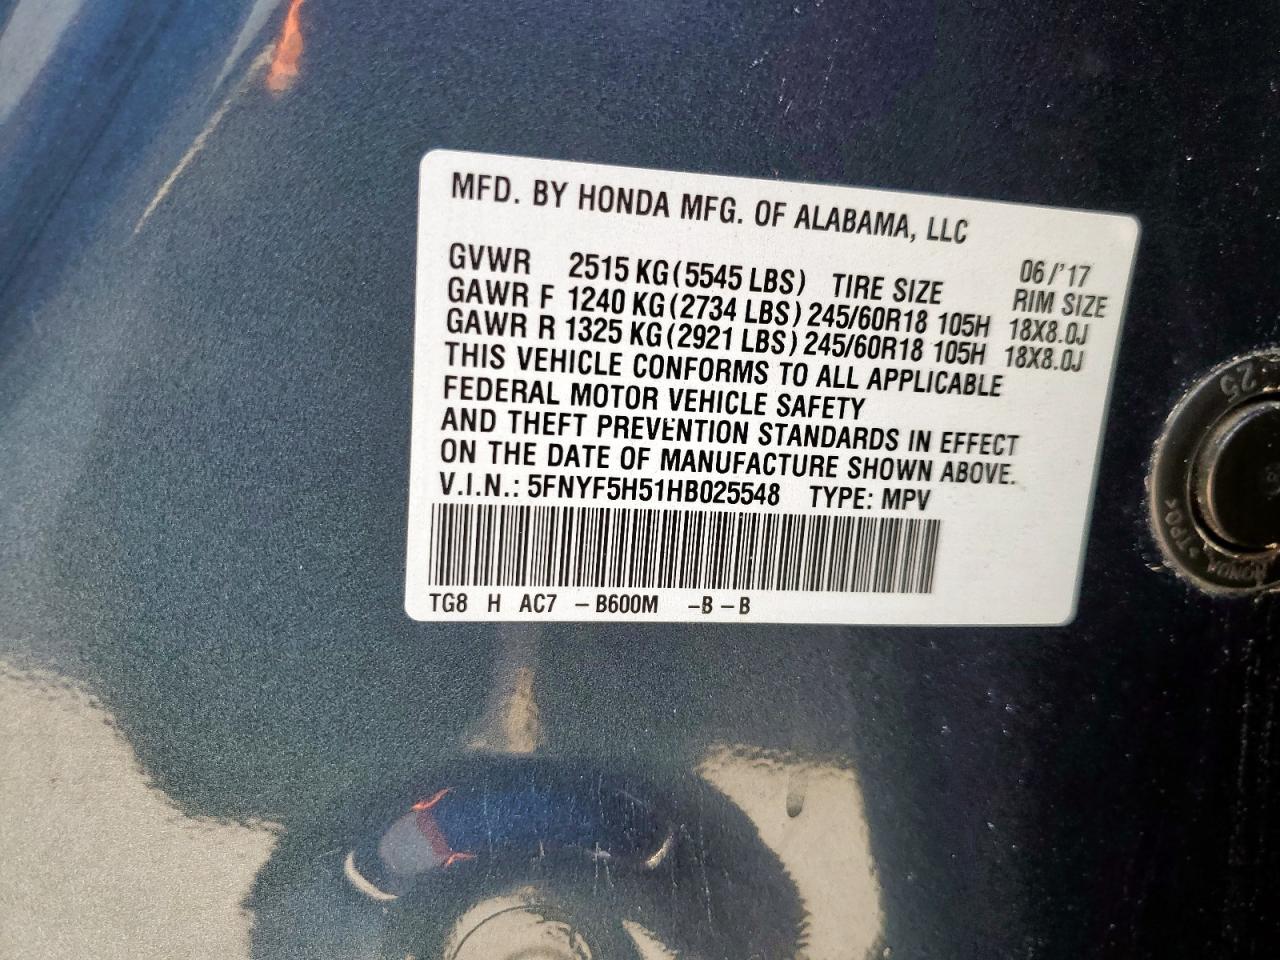 MFD. BY HONDA MFG. OF ALABAMA, LLC
06/'17
GVWR 2515 KG(5545 LBS) TIRE SIZE RIM SIZE
GAWR F 1240 KG(2734 LBS) 245/60R18 105H 18X8.0J
GAWR R 1325 KG(2921 LBS) 245/60R18 105H 18X8.0J
THIS VEHICLE CONFORMS TO ALL APPLICABLE
FEDERAL MOTOR VEHICLE SAFETY
AND THEFT PREVENTION STANDARDS IN EFFECT
ON THE DATE OF MANUFACTURE SHOWN ABOVE.
V.I.N.: 5FNYF5H51HB025548 TYPE: MPV
TG8 H AC7 -B600M -B-B
25
>TPO<
HONDA